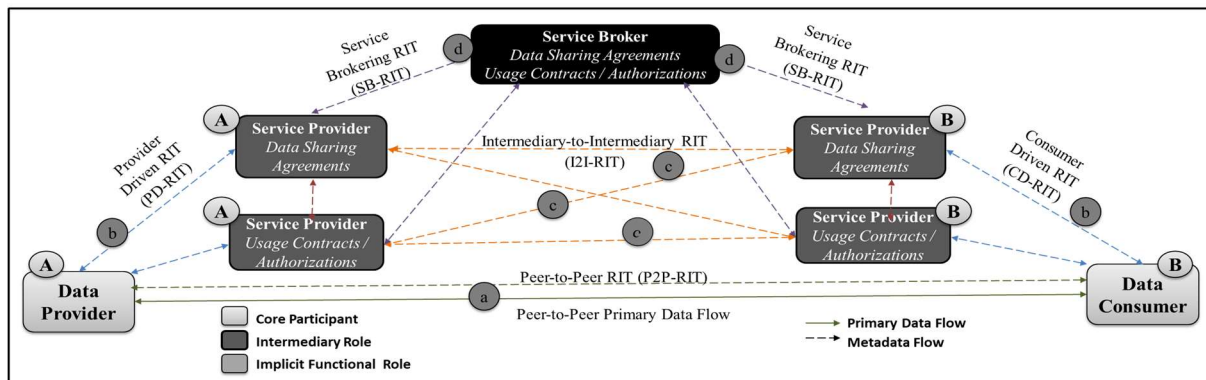 Service Broker
Data Sharing Agreements
Usage Contracts / Authorizations
d
d
Service
Brokering RIT
(SB-RIT)
Service
Brokering RIT
(SB-RIT)
A
Service Provider
Data Sharing
Agreements
B
Service Provider
Data Sharing
Agreements
Intermediary-to-Intermediary RIT
(I2I-RIT)
c
c
c
Provider
Driven RIT
(PD-RIT)
b
Consumer
Driven RIT
(CD-RIT)
b
A
Service Provider
Usage Contracts /
Authorizations
B
Service Provider
Usage Contracts /
Authorizations
A
Data
Provider
B
Data
Consumer
Peer-to-Peer RIT (P2P-RIT)
a
Peer-to-Peer Primary Data Flow
Core Participant
Intermediary Role
Implicit Functional Role
Primary Data Flow
Metadata Flow